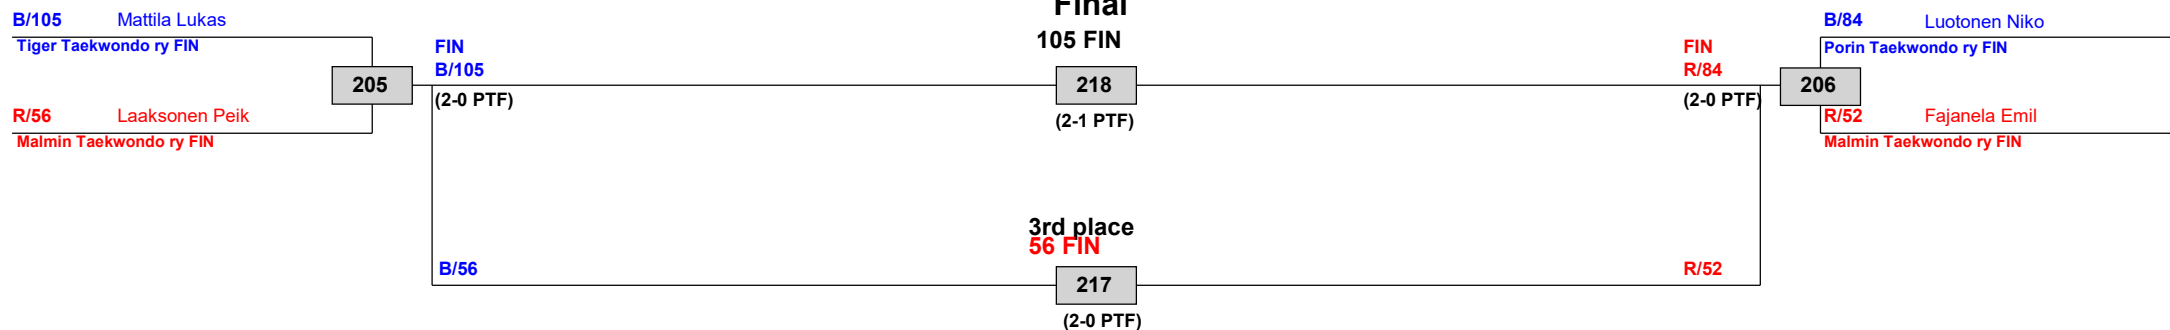 Final
105 FIN
B/105 Mattila Lukas
Tiger Taekwondo ry FIN
205
R/56 Laaksonen Peik
Malmin Taekwondo ry FIN
FIN
B/105
(2-0 PTF)
218
(2-1 PTF)
FIN
R/84
(2-0 PTF)
B/84 Luotonen Niko
Porin Taekwondo ry FIN
206
R/52 Fajanela Emil
Malmin Taekwondo ry FIN
3rd place
56 FIN
B/56
217
R/52
(2-0 PTF)